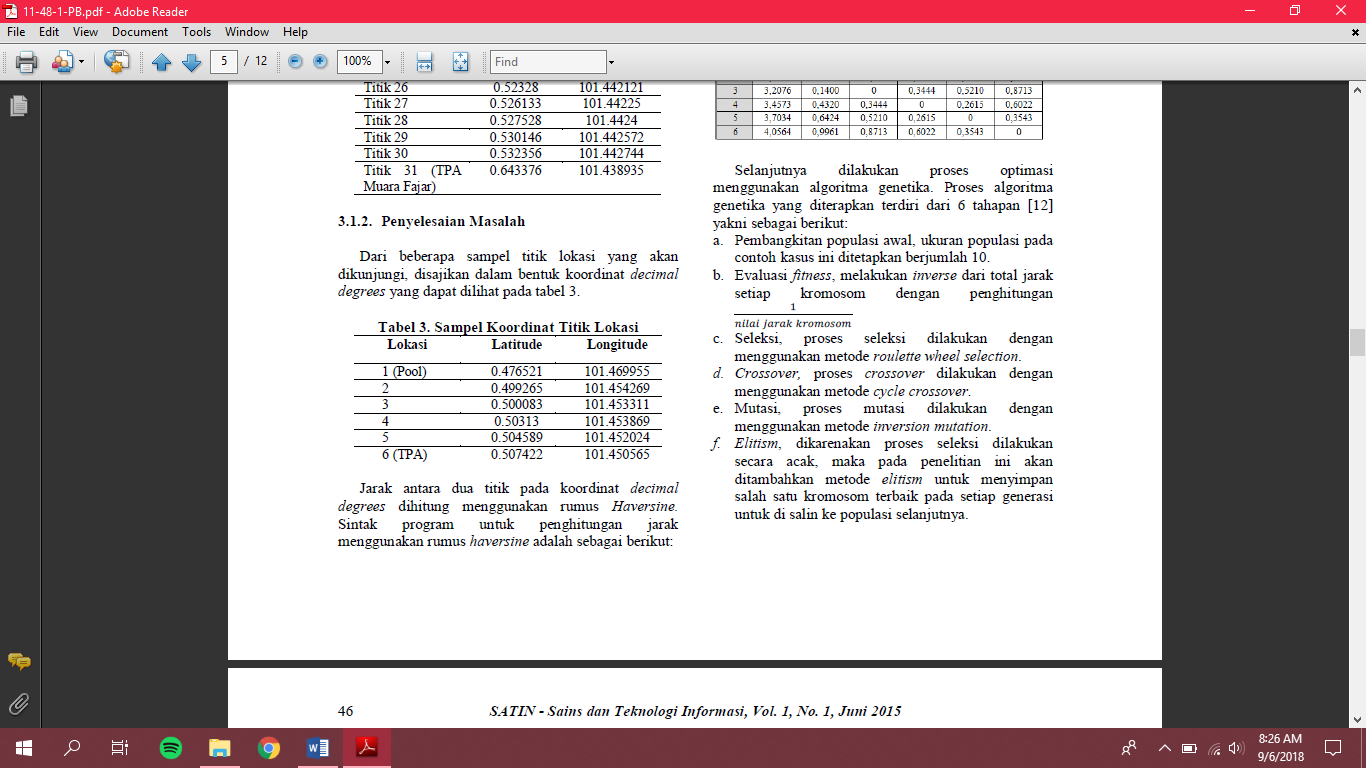 11-48-1-PB.pdf - Adobe Reader
File Edit View Document Tools Window Help
5 / 12 100% Find
Titik 26 0.52328 101.442121
Titik 27 0.526133 101.44225
Titik 28 0.527528 101.4424
Titik 29 0.530146 101.442572
Titik 30 0.532356 101.442744
Titik 31 (TPA 0.643376 101.438935
Muara Fajar)
3.1.2. Penyelesaian Masalah
Dari beberapa sampel titik lokasi yang akan
dikunjungi, disajikan dalam bentuk koordinat decimal
degrees yang dapat dilihat pada tabel 3.
Tabel 3. Sampel Koordinat Titik Lokasi
Lokasi Latitude Longitude
1 (Pool) 0.476521 101.469955
2 0.499265 101.454269
3 0.500083 101.453311
4 0.50313 101.453869
5 0.504589 101.452024
6 (TPA) 0.507422 101.450565
Jarak antara dua titik pada koordinat decimal
degrees dihitung menggunakan rumus Haversine.
Sintak program untuk penghitungan jarak
menggunakan rumus haversine adalah sebagai berikut:
3 3,2076 0,1400 0 0,3444 0,5210 0,8713
4 3,4573 0,4320 0,3444 0 0,2615 0,6022
5 3,7034 0,6424 0,5210 0,2615 0 0,3543
6 4,0564 0,9961 0,8713 0,6022 0,3543 0
Selanjutnya dilakukan proses optimasi
menggunakan algoritma genetika. Proses algoritma
genetika yang diterapkan terdiri dari 6 tahapan [12]
yakni sebagai berikut:
a. Pembangkitan populasi awal, ukuran populasi pada
contoh kasus ini ditetapkan berjumlah 10.
b. Evaluasi fitness, melakukan inverse dari total jarak
setiap kromosom dengan penghitungan
1
nilai jarak kromosom
c. Seleksi, proses seleksi dilakukan dengan
menggunakan metode roulette wheel selection.
d. Crossover, proses crossover dilakukan dengan
menggunakan metode cycle crossover.
e. Mutasi, proses mutasi dilakukan dengan
menggunakan metode inversion mutation.
f. Elitism, dikarenakan proses seleksi dilakukan
secara acak, maka pada penelitian ini akan
ditambahkan metode elitism untuk menyimpan
salah satu kromosom terbaik pada setiap generasi
untuk di salin ke populasi selanjutnya.
46 SATIN - Sains dan Teknologi Informasi, Vol. 1, No. 1, Juni 2015
8:26 AM
9/6/2018